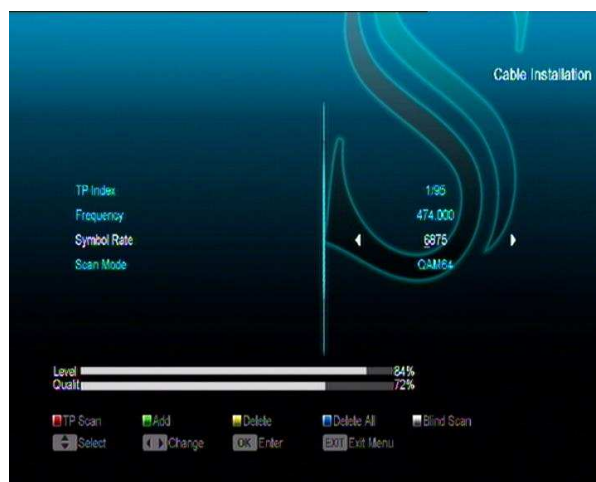 Cable Installation
TP Index 1/95
Frequency 474.000
Symbol Rate 6875
Scan Mode QAM64
Level 84%
Qualit 72%
TP Scan Add Delete Delete All Blind Scan
Select Change OK Enter EXIT Exit Menu